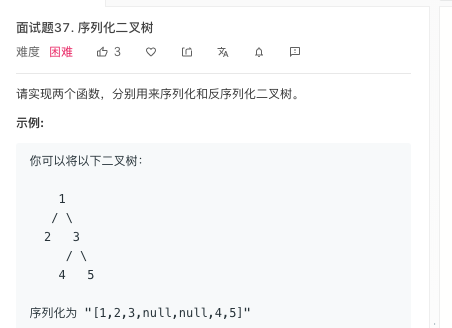 面试题37. 序列化二叉树
难度 困难 3
请实现两个函数，分别用来序列化和反序列化二叉树。
示例:
你可以将以下二叉树：
1
/ \
2 3
/ \
4 5
序列化为 "[1,2,3,null,null,4,5]"